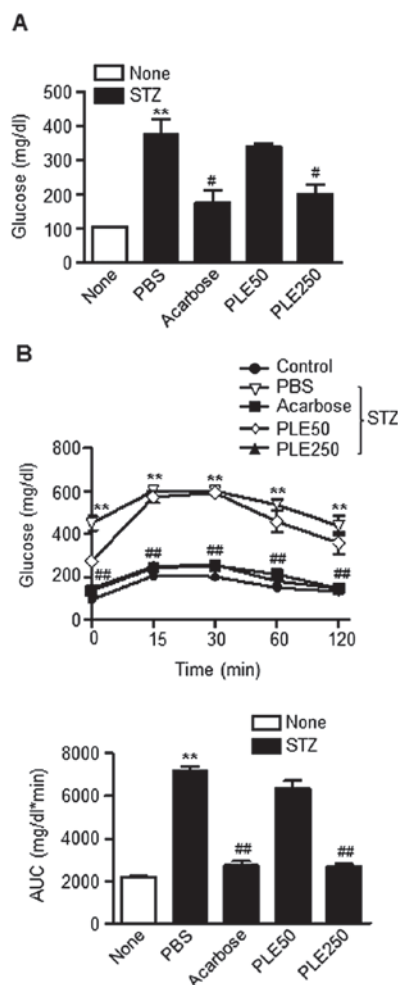 A
None
STZ
Glucose (mg/dl)
500
400
300
200
100
0
**
#
#
None
PBS
Acarbose
PLE50
PLE250
B
Control
PBS
Acarbose
PLE50
PLE250
STZ
Glucose (mg/dl)
800
600
400
200
0
** ** ** ** **
## ## ## ## ##
0 15 30 60 120
Time (min)
None
STZ
AUC (mg/dl*min)
8000
6000
4000
2000
0
**
##
##
None
PBS
Acarbose
PLE50
PLE250